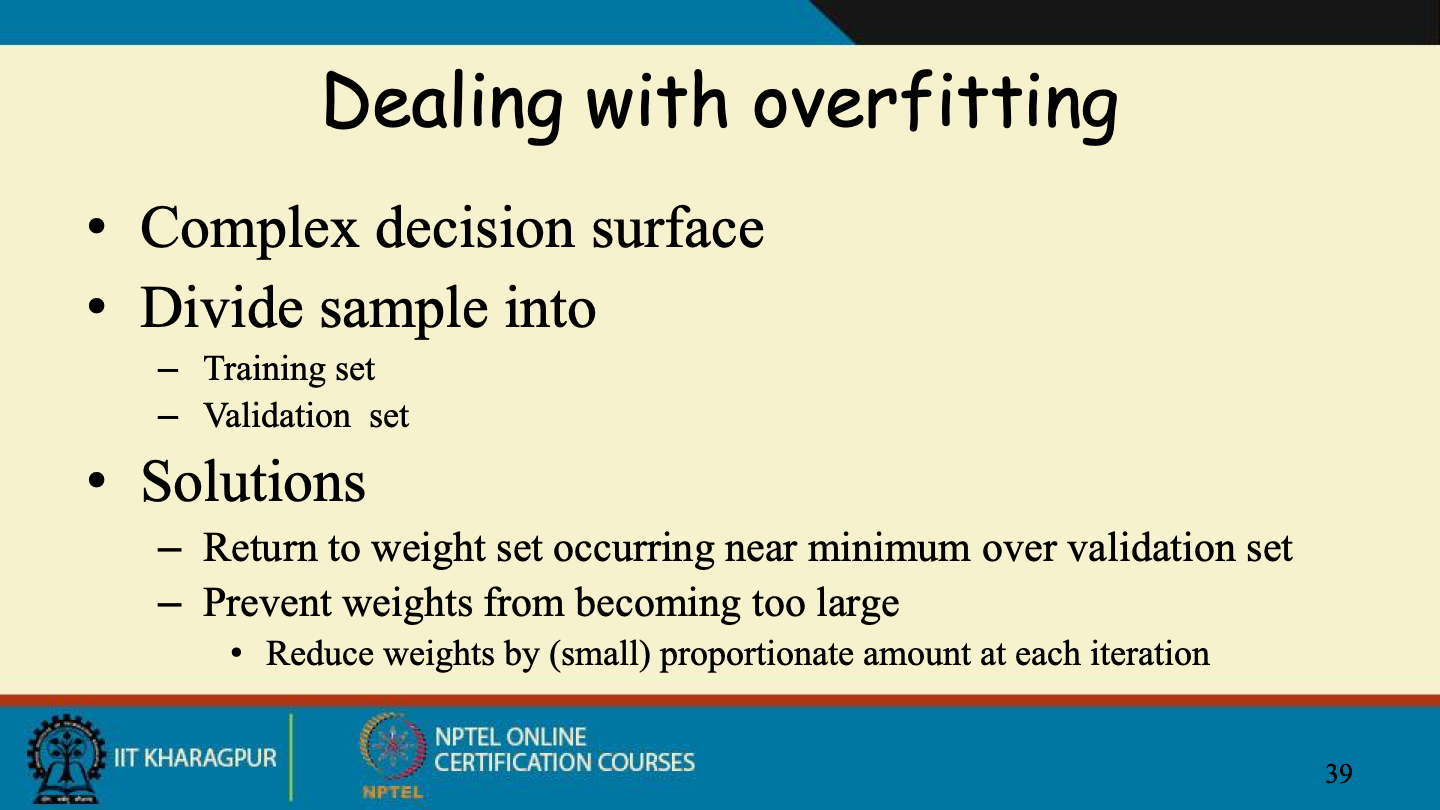 Dealing with overfitting
• Complex decision surface
• Divide sample into
– Training set
– Validation set
• Solutions
– Return to weight set occurring near minimum over validation set
– Prevent weights from becoming too large
• Reduce weights by (small) proportionate amount at each iteration
IIT KHARAGPUR
NPTEL
NPTEL ONLINE
CERTIFICATION COURSES
39